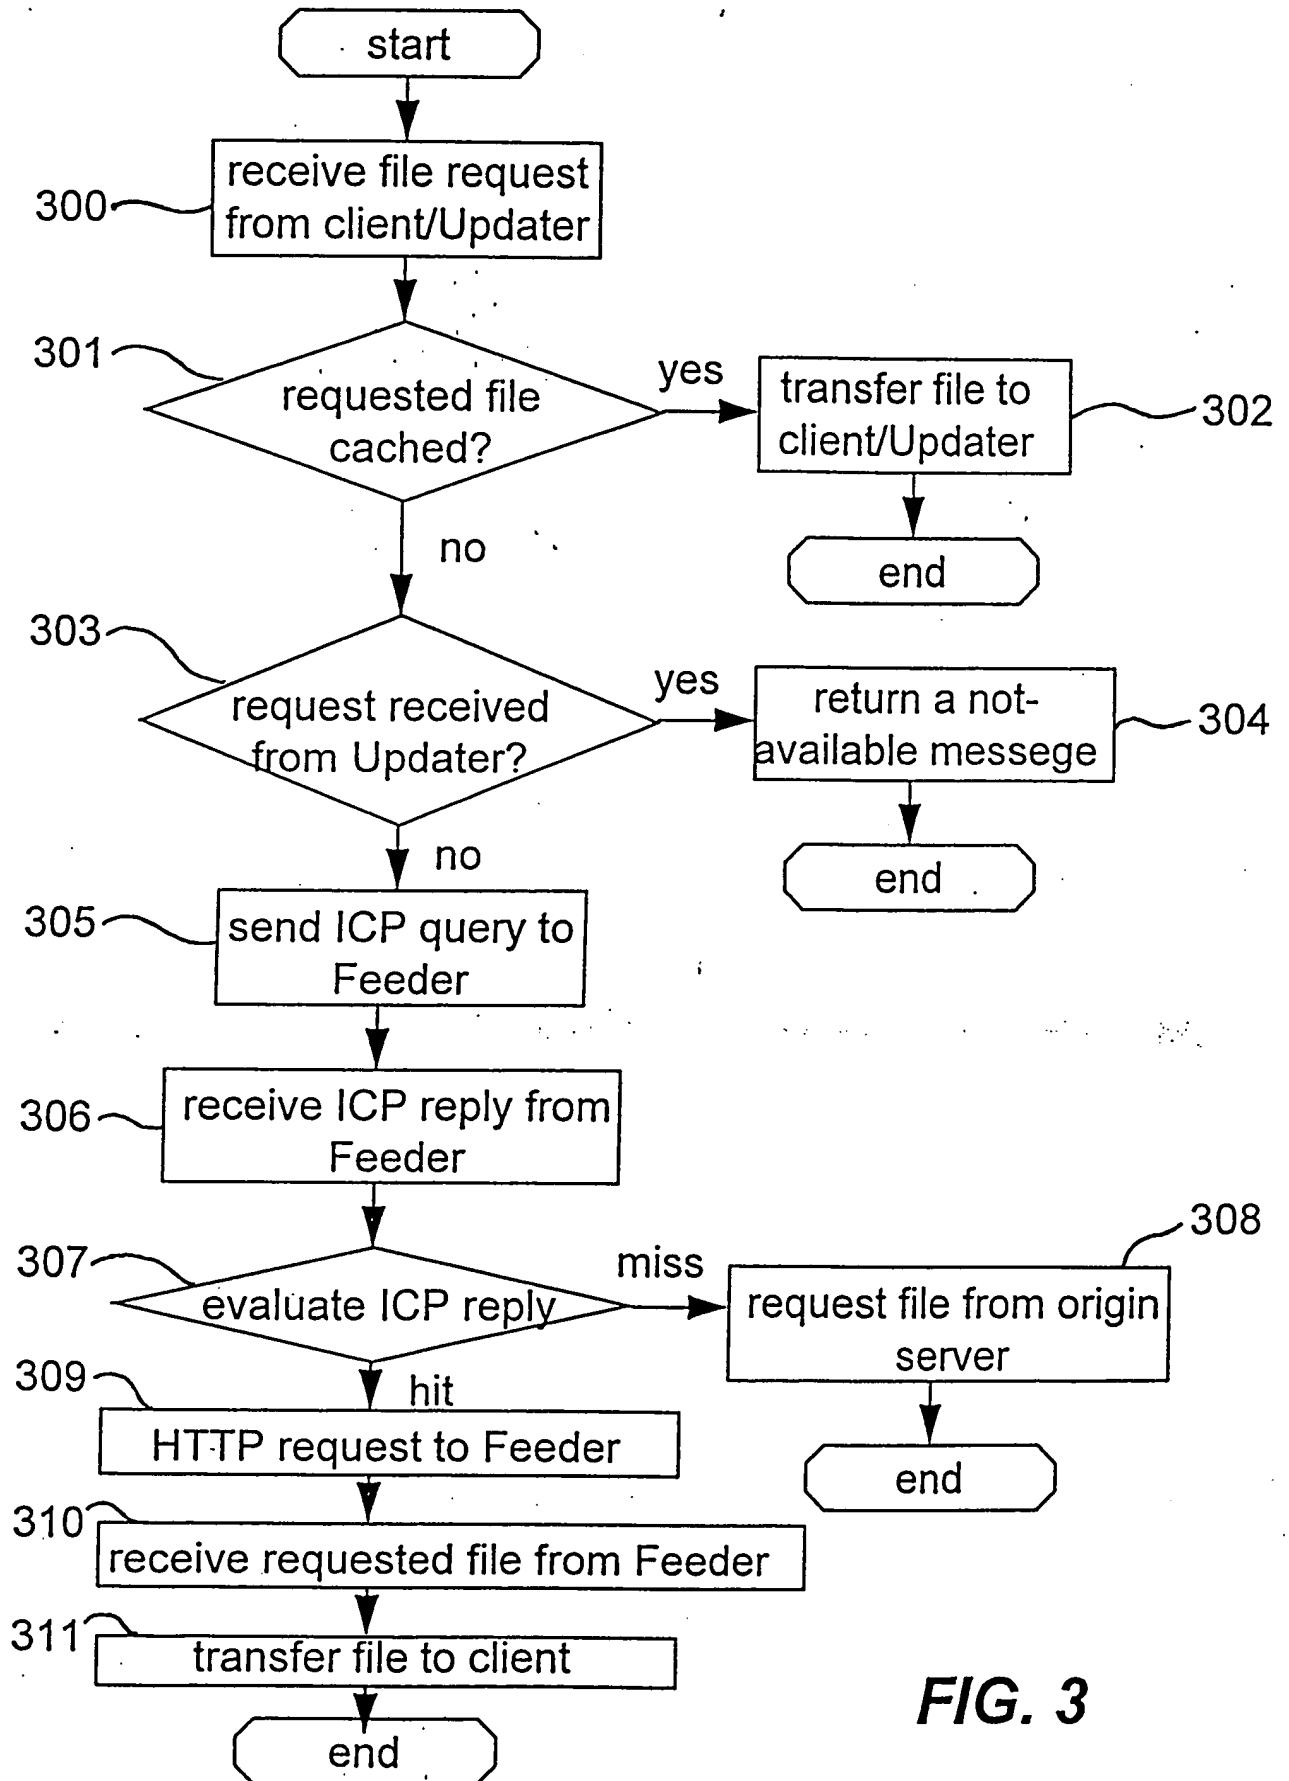 start
receive file request
from client/Updater
300
301
requested file
cached?
yes
transfer file to
client/Updater
302
end
no
303
request received
from Updater?
yes
return a not-
available messege
304
end
no
305
send ICP query to
Feeder
306
receive ICP reply from
Feeder
307
evaluate ICP reply
miss
308
request file from origin
server
end
309
hit
HTTP request to Feeder
310
receive requested file from Feeder
311
transfer file to client
end
FIG. 3